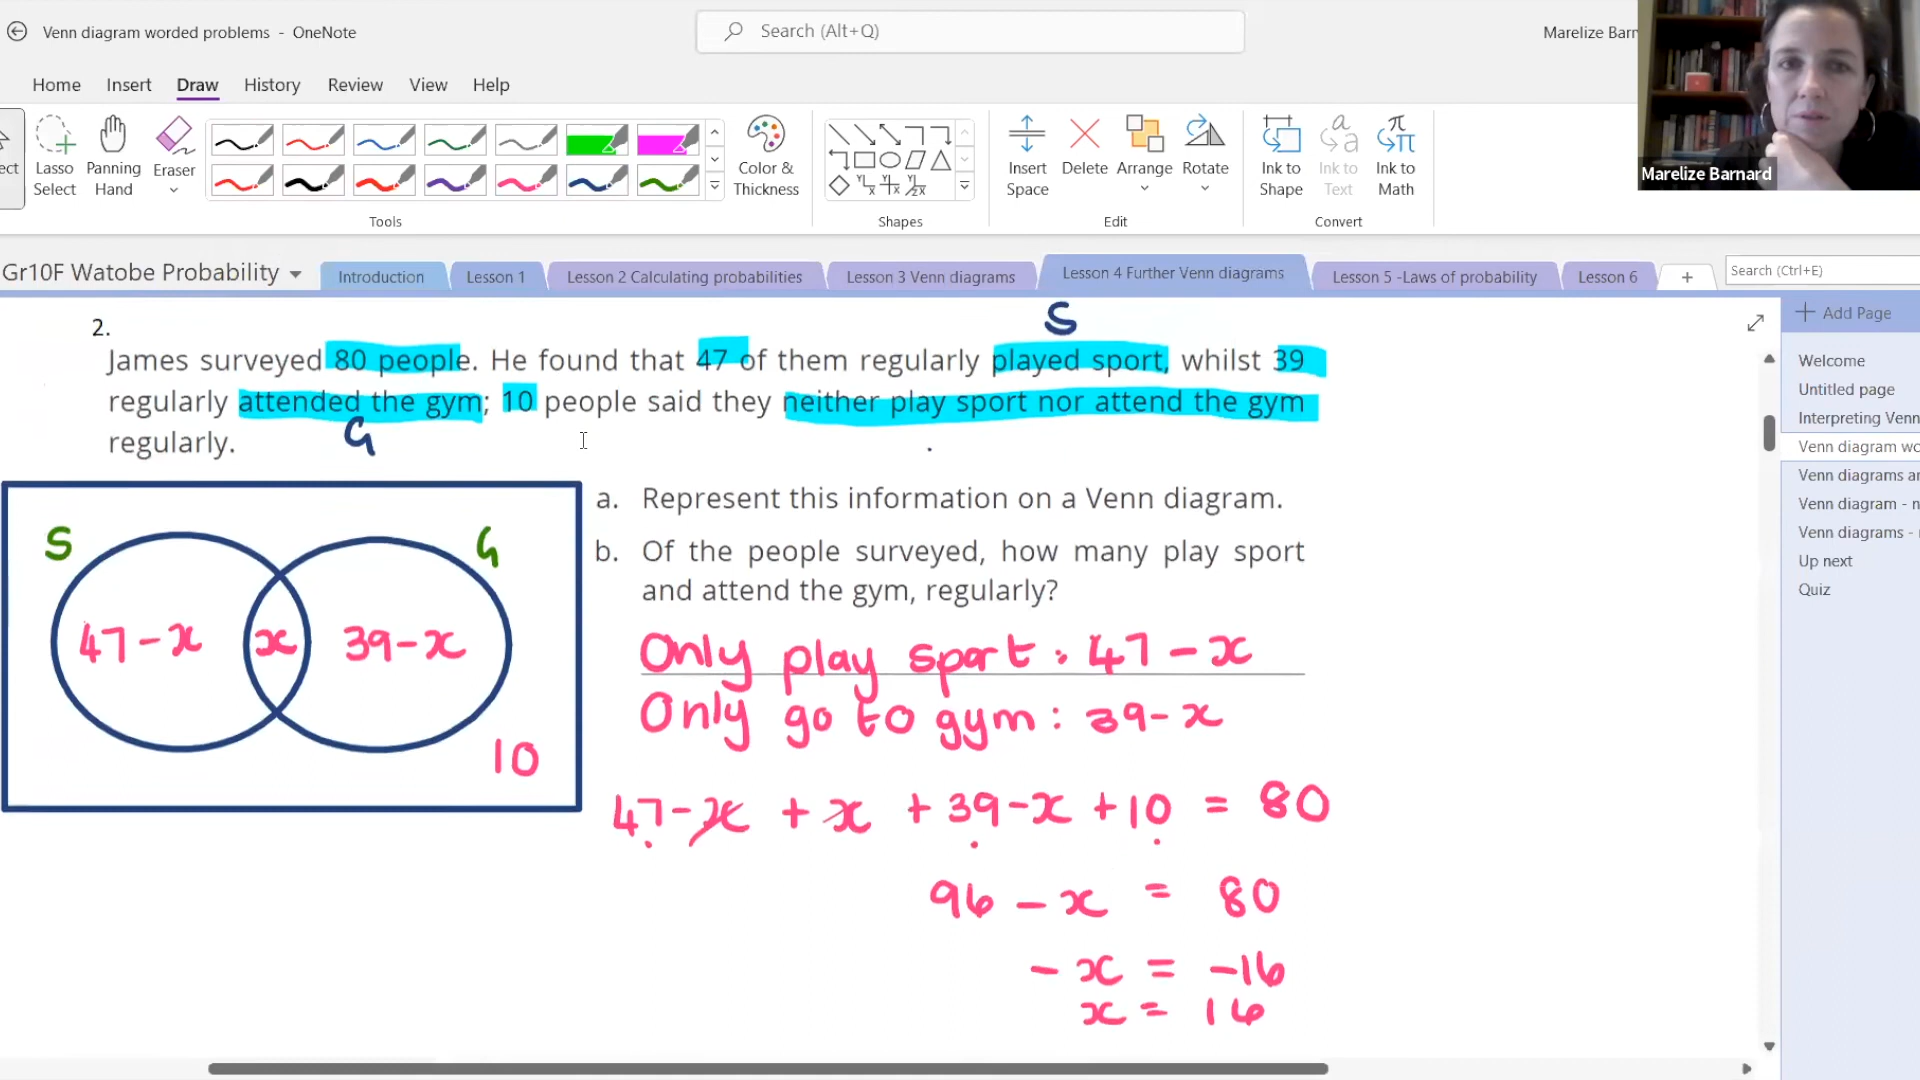 Venn diagram worded problems - OneNote
Search (Alt+Q)
Marelize Barn
Home Insert Draw History Review View Help
Lasso Select
Panning Hand
Eraser
Color & Thickness
Insert Space
Delete
Arrange
Rotate
Ink to Shape
Ink to Text
Ink to Math
Tools
Shapes
Edit
Convert
Marelize Barnard
Gr10F Watobe Probability
Introduction
Lesson 1
Lesson 2 Calculating probabilities
Lesson 3 Venn diagrams
Lesson 4 Further Venn diagrams
Lesson 5 -Laws of probability
Lesson 6
Search (Ctrl+E)
Add Page
Welcome
Untitled page
Interpreting Venn
Venn diagram wo
Venn diagrams a
Venn diagram - n
Venn diagrams -
Up next
Quiz
S
2.
James surveyed 80 people. He found that 47 of them regularly played sport, whilst 39
regularly attended the gym; 10 people said they neither play sport nor attend the gym
regularly.
G
a. Represent this information on a Venn diagram.
b. Of the people surveyed, how many play sport
and attend the gym, regularly?
S G
47 - x x 39 - x
10
Only play sport : 47 - x
Only go to gym : 39 - x
47 - x + x + 39 - x + 10 = 80
96 - x = 80
- x = -16
x = 16